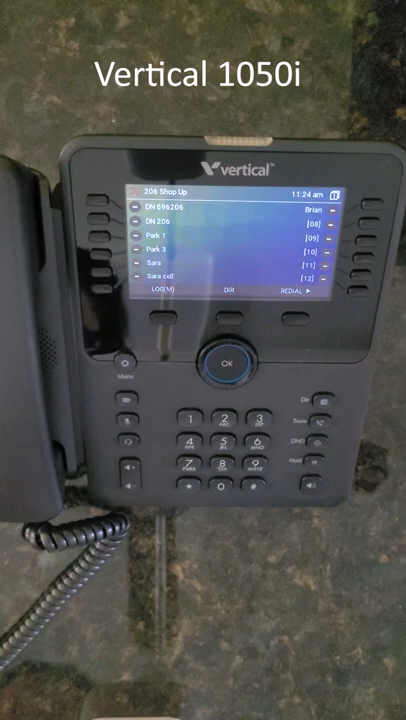 Vertical 1050i
vertical
206 Shop Up 11:24 am
DN 696206 Brian
DN 206 [08]
Park 1 [09]
Park 3 [10]
Sara [11]
Sara cell [12]
LOG(M) DIR REDIAL
OK
Menu
Dir
1 2 ABC 3 DEF
Trans
4 GHI 5 JKL 6 MNO
DND
7 PQRS 8 TUV 9 WXYZ
Hold
* 0 #